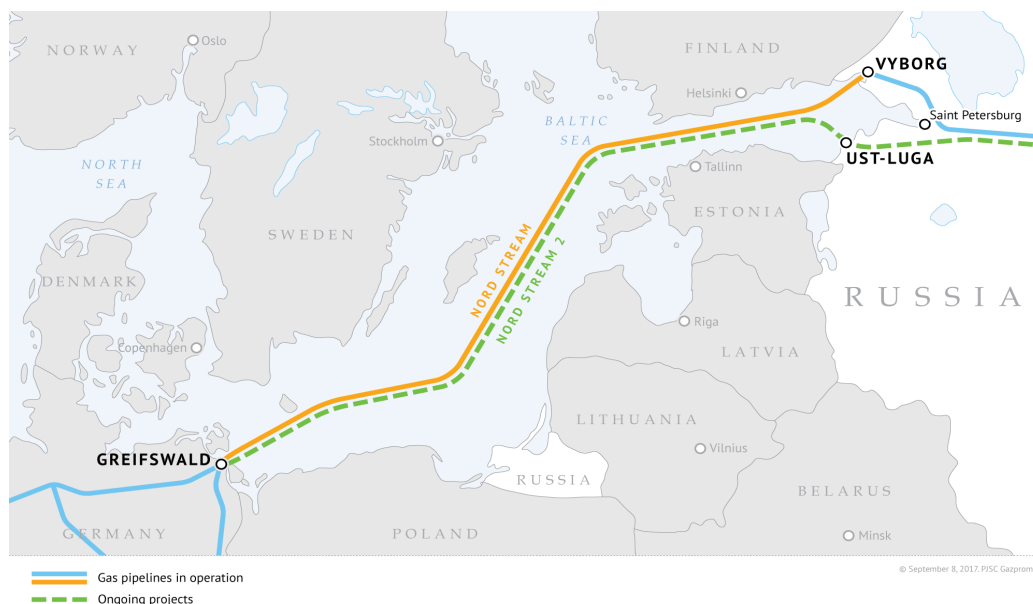 NORWAY
Oslo
FINLAND
VYBORG
Helsinki
Saint Petersburg
BALTIC
SEA
Stockholm
UST-LUGA
NORTH
SEA
Tallinn
ESTONIA
SWEDEN
NORD STREAM
NORD STREAM 2
DENMARK
RUSSIA
Riga
Copenhagen
LATVIA
LITHUANIA
Vilnius
GREIFSWALD
RUSSIA
BELARUS
GERMANY
POLAND
Minsk
© September 8, 2017. PJSC Gazprom
Gas pipelines in operation
Ongoing projects